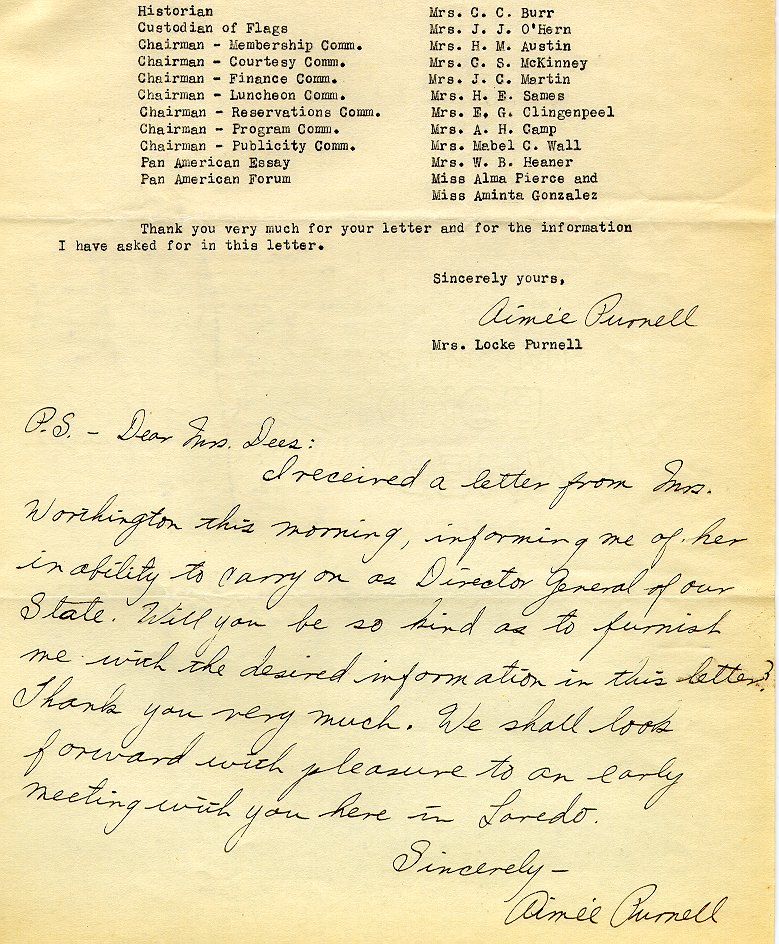 Historian Mrs. C. C. Burr
Custodian of Flags Mrs. J. J. O'Hern
Chairman - Membership Comm. Mrs. H. M. Austin
Chairman - Courtesy Comm. Mrs. G. S. McKinney
Chairman - Finance Comm. Mrs. J. C. Martin
Chairman - Luncheon Comm. Mrs. H. E. Sames
Chairman - Reservations Comm. Mrs. E. G. Clingenpeel
Chairman - Program Comm. Mrs. A. H. Camp
Chairman - Publicity Comm. Mrs. Mabel C. Wall
Pan American Essay Mrs. W. B. Heaner
Pan American Forum Miss Alma Pierce and
Miss Aminta Gonzalez
Thank you very much for your letter and for the information
I have asked for in this letter.
Sincerely yours,
Aimée Purnell
Mrs. Locke Purnell
P.S. - Dear Mrs. Dees:
I received a letter from Mrs.
Worthington this morning, informing me of her
inability to carry on as Director General of our
State. Will you be so kind as to furnish
me with the desired information in this letter?
Thank you very much. We shall look
forward with pleasure to an early
meeting with you here in Laredo.
Sincerely -
Aimée Purnell